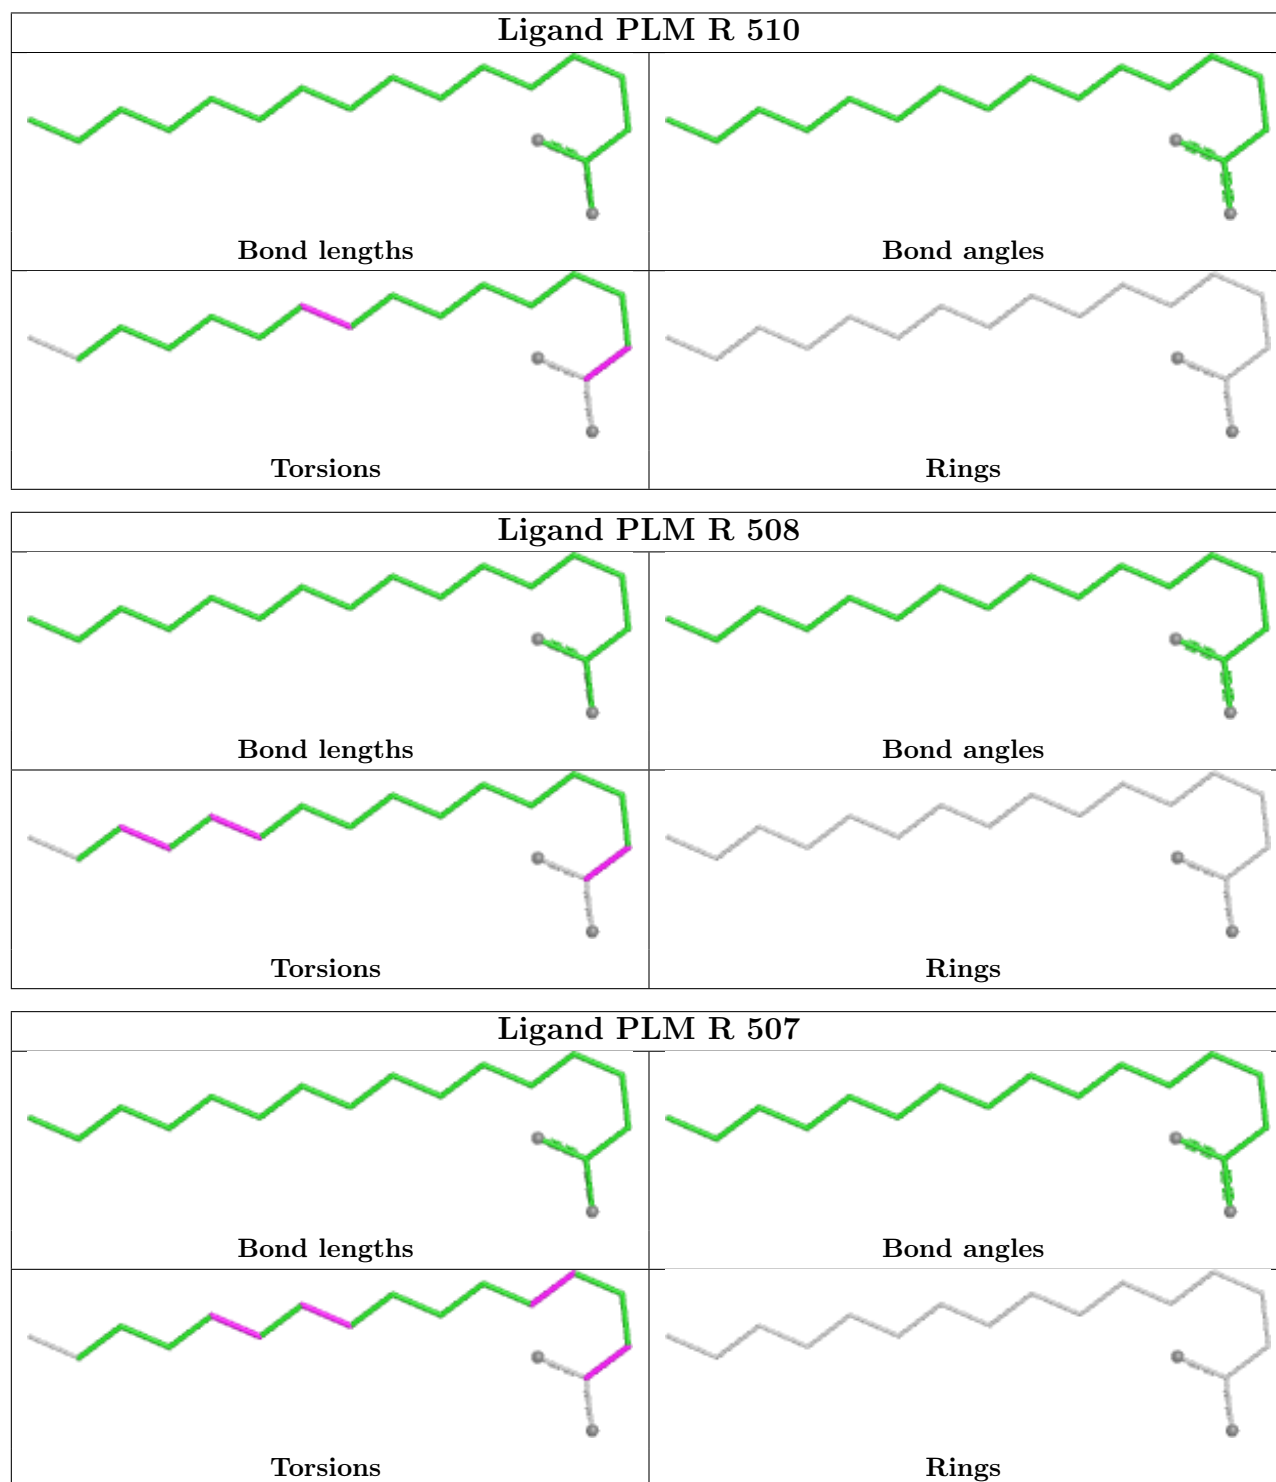 Ligand PLM R 510
Bond lengths
Bond angles
Torsions
Rings
Ligand PLM R 508
Bond lengths
Bond angles
Torsions
Rings
Ligand PLM R 507
Bond lengths
Bond angles
Torsions
Rings